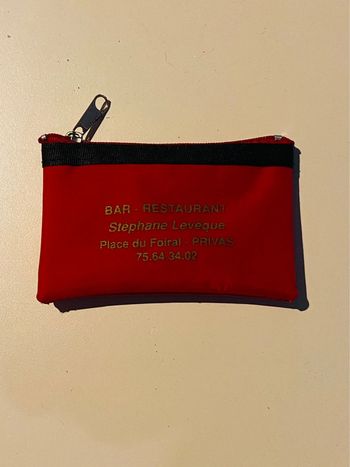 BAR - RESTAURANT
Stephane Leveque
Place du Foiral - PRIVAS
75.64 34.02